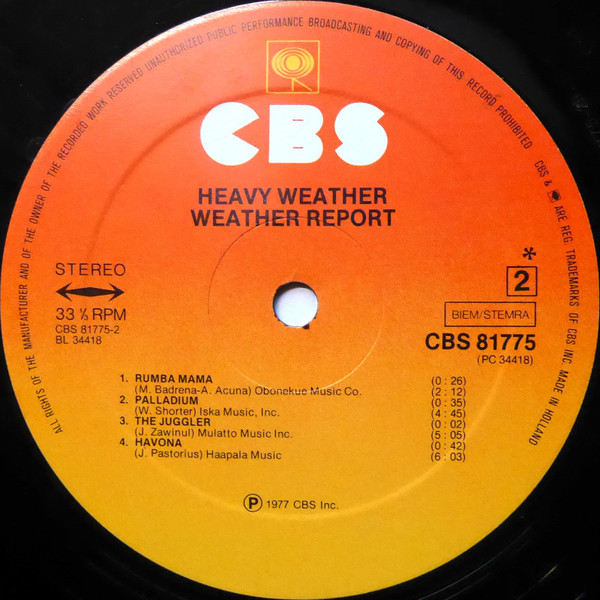 ALL RIGHTS OF THE MANUFACTURER AND OF THE OWNER OF THE RECORDED WORK RESERVED UNAUTHORIZED PUBLIC PERFORMANCE BROADCASTING AND COPYING OF THIS RECORD PROHIBITED CBS & ARE REG. TRADEMARKS OF CBS INC. MADE IN HOLLAND
CBS
HEAVY WEATHER
WEATHER REPORT
STEREO
33 ⅓ RPM
CBS 81775-2
BL 34418
*
2
BIEM/STEMRA
CBS 81775
(PC 34418)
1. RUMBA MAMA (0 : 26)
(M. Badrena-A. Acuna) Obonekue Music Co. (2 : 12)
2. PALLADIUM (0 : 35)
(W. Shorter) Iska Music, Inc. (4 : 45)
3. THE JUGGLER (0 : 02)
(J. Zawinul) Mulatto Music Inc. (5 : 05)
4. HAVONA (0 : 42)
(J. Pastorius) Haapala Music (6 : 03)
Ⓟ 1977 CBS Inc.